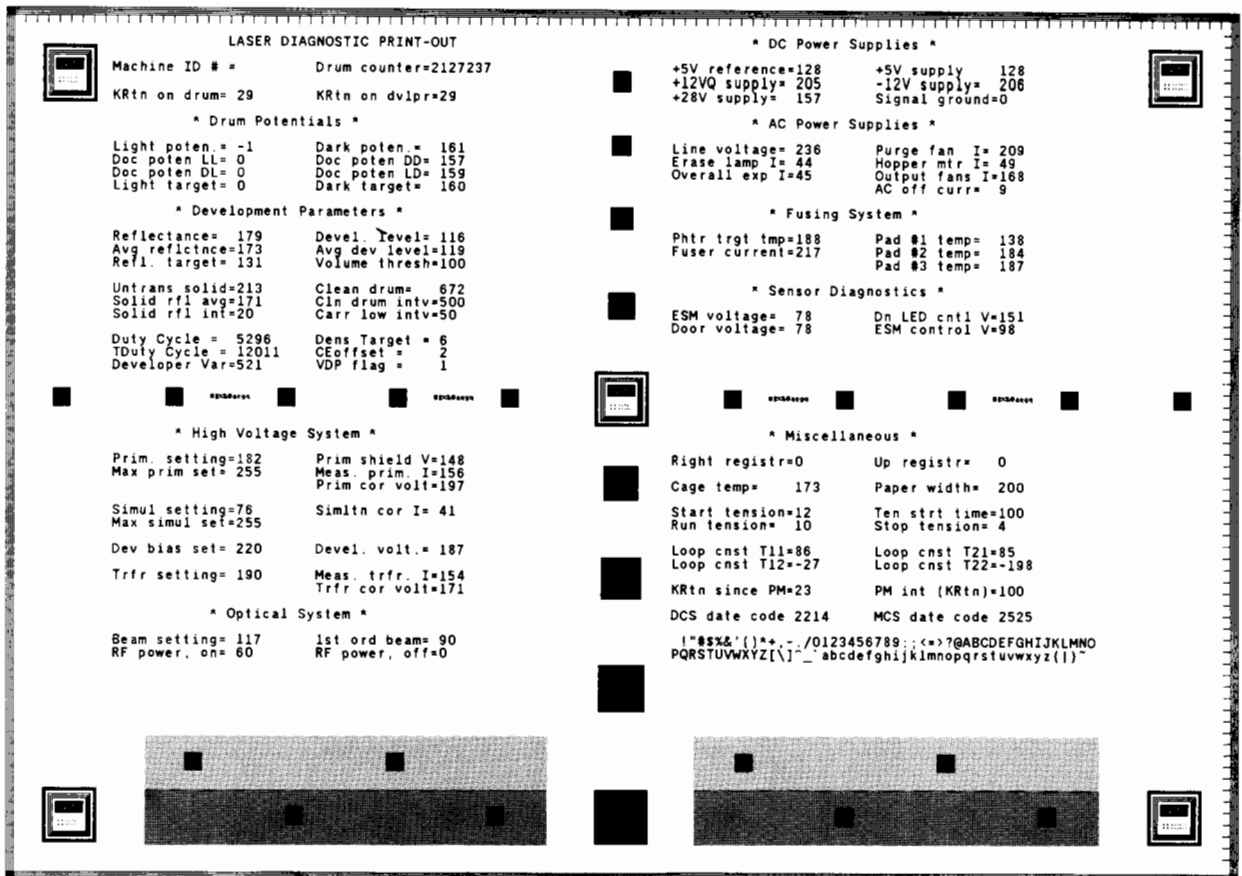 LASER DIAGNOSTIC PRINT-OUT
Machine ID # = Drum counter=2127237
KRtn on drum= 29 KRtn on dvlpr=29
* Drum Potentials *
Light poten.= -1 Dark poten.= 161
Doc poten LL= 0 Doc poten DD= 157
Doc poten DL= 0 Doc poten LD= 159
Light target= 0 Dark target= 160
* Development Parameters *
Reflectance= 179 Devel. level= 116
Avg reflctnce=173 Avg dev level=119
Refl. target= 131 Volume thresh=100
Untrans solid=213 Clean drum= 672
Solid rfl avg=171 Cln drum intv=500
Solid rfl int=20 Carr low intv=50
Duty Cycle = 5296 Dens Target = 6
TDuty Cycle = 12011 CEoffset = 2
Developer Var=521 VDP flag = 1
* High Voltage System *
Prim. setting=182 Prim shield V=148
Max prim set= 255 Meas. prim. I=156
Prim cor volt=197
Simul setting=76 Simltn cor I= 41
Max simul set=255
Dev bias set= 220 Devel. volt.= 187
Trfr setting= 190 Meas. trfr. I=154
Trfr cor volt=171
* Optical System *
Beam setting= 117 1st ord beam= 90
RF power, on= 60 RF power, off=0
* DC Power Supplies *
+5V reference=128 +5V supply 128
+12VQ supply= 205 -12V supply= 206
+28V supply= 157 Signal ground=0
* AC Power Supplies *
Line voltage= 236 Purge fan I= 209
Erase lamp I= 44 Hopper mtr I= 49
Overall exp I=45 Output fans I=168
AC off curr= 9
* Fusing System *
Phtr trgt tmp=188 Pad #1 temp= 138
Fuser current=217 Pad #2 temp= 184
Pad #3 temp= 187
* Sensor Diagnostics *
ESM voltage= 78 Dn LED cntl V=151
Door voltage= 78 ESM control V=98
* Miscellaneous *
Right registr=0 Up registr= 0
Cage temp= 173 Paper width= 200
Start tension=12 Ten strt time=100
Run tension= 10 Stop tension= 4
Loop cnst T11=86 Loop cnst T21=85
Loop cnst T12=-27 Loop cnst T22=-198
KRtn since PM=23 PM int (KRtn)=100
DCS date code 2214 MCS date code 2525
!"#$%&'()*+,-./0123456789:;<=>?@ABCDEFGHIJKLMNO
PQRSTUVWXYZ[\]^_`abcdefghijklmnopqrstuvwxyz(|)~